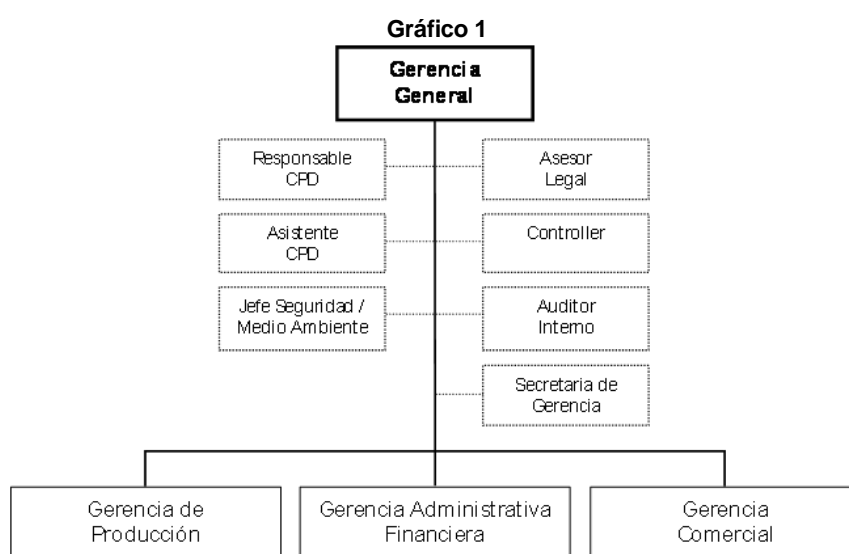 Gráfico 1
Gerencia
General
Responsable
CPD
Asesor
Legal
Asistente
CPD
Controller
Jefe Seguridad /
Medio Ambiente
Auditor
Interno
Secretaria de
Gerencia
Gerencia de
Producción
Gerencia Administrativa
Financiera
Gerencia
Comercial